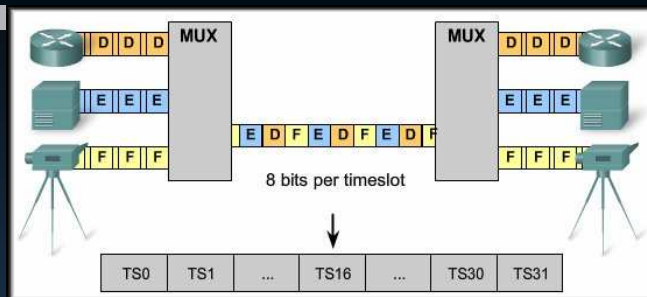 MUX MUX
D D D D D D
E E E E E E
E D F E D F E D F
F F F F F F
8 bits per timeslot
TS0 TS1 ... TS16 ... TS30 TS31